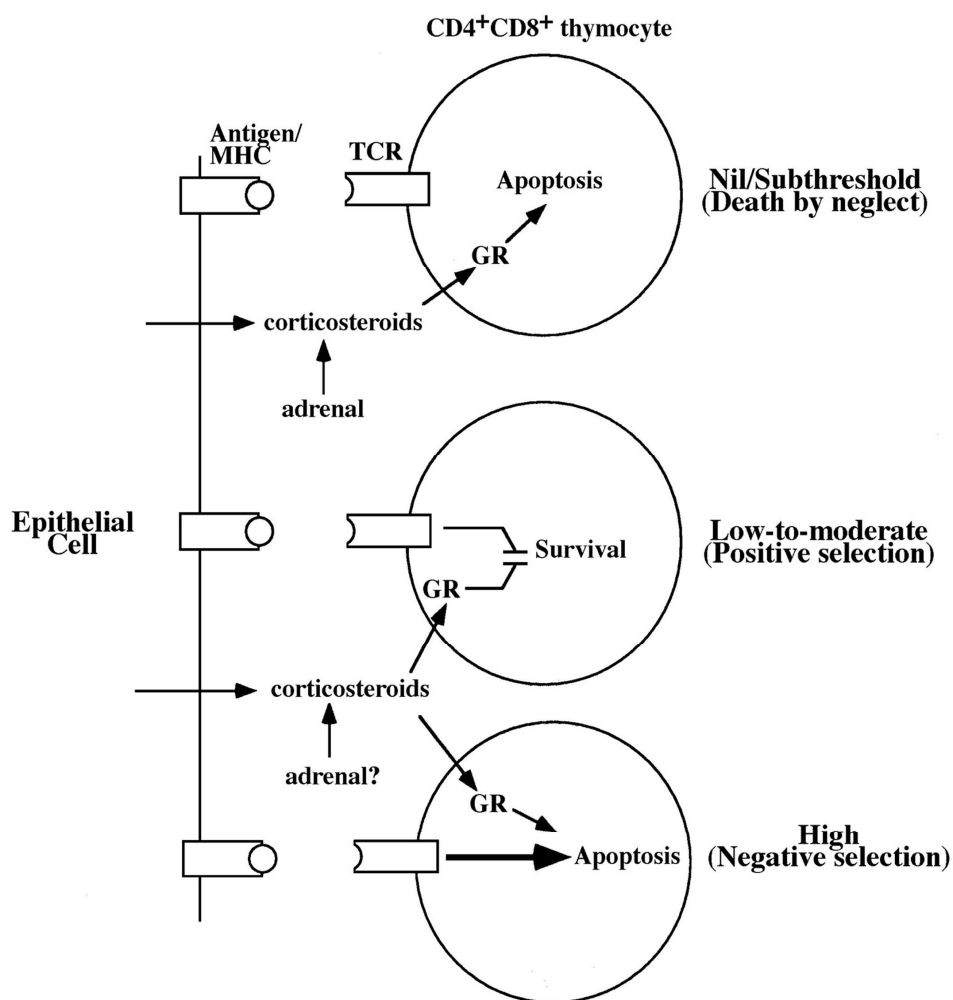 CD4+CD8+ thymocyte
Antigen/
MHC
TCR
Apoptosis
Nil/Subthreshold
(Death by neglect)
GR
corticosteroids
adrenal
Epithelial
Cell
Survival
Low-to-moderate
(Positive selection)
GR
corticosteroids
adrenal?
GR
Apoptosis
High
(Negative selection)